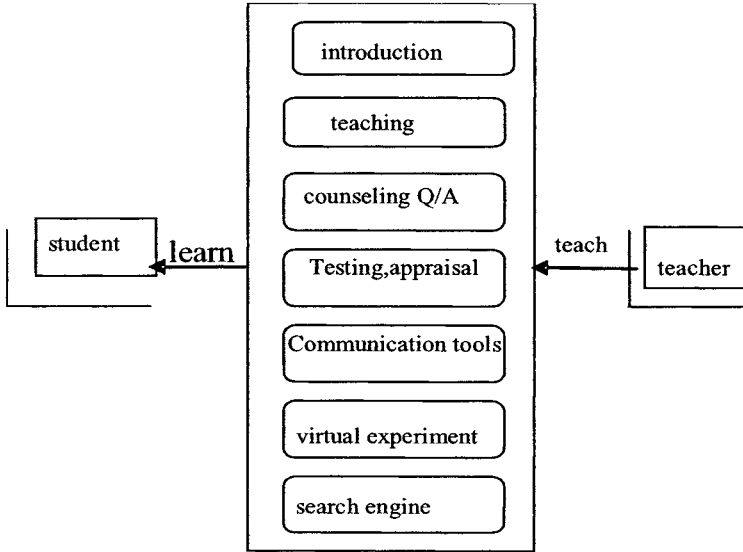 introduction
teaching
counseling Q/A
student
learn
Testing,appraisal
teach
teacher
Communication tools
virtual experiment
search engine